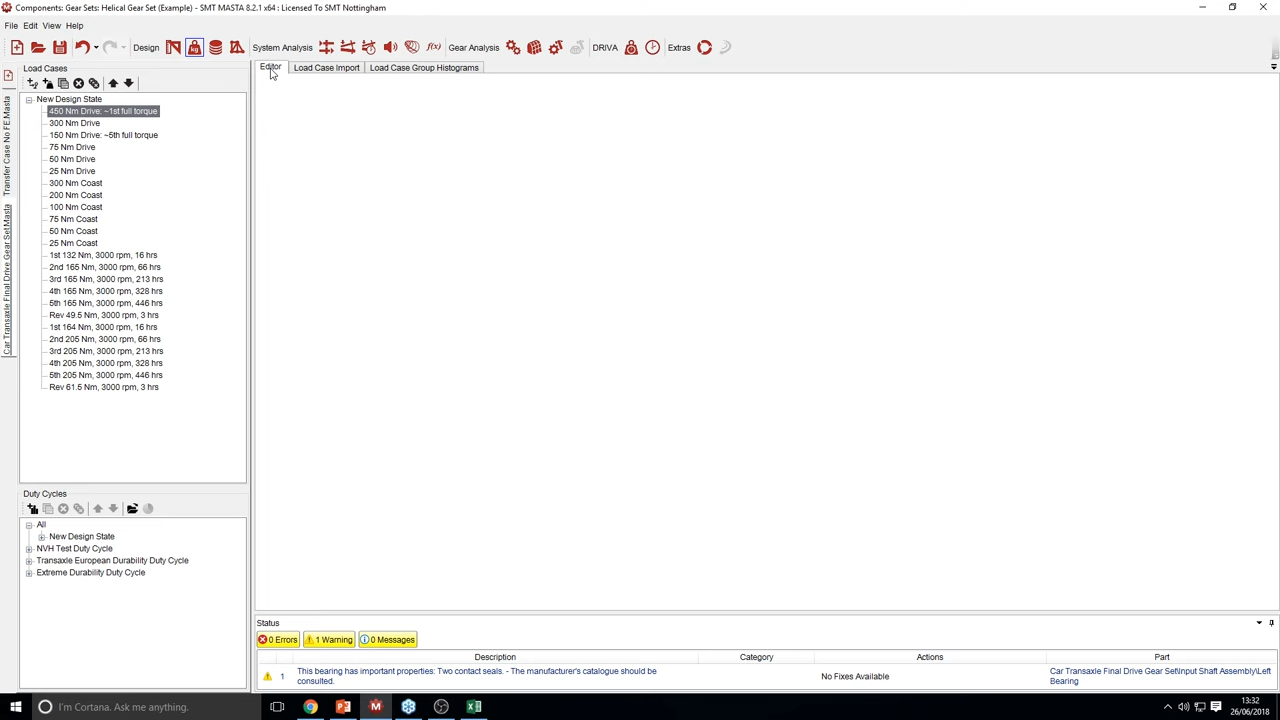 Components: Gear Sets: Helical Gear Set (Example) - SMT MASTA 8.2.1 x64 : Licensed To SMT Nottingham
File Edit View Help
Design System Analysis f(x) Gear Analysis DRIVA Extras
Load Cases
Editor Load Case Import Load Case Group Histograms
Transfer Case No FE.Masta
Car Transaxle Final Drive Gear Set.Masta
New Design State
450 Nm Drive: ~1st full torque
300 Nm Drive
150 Nm Drive: ~5th full torque
75 Nm Drive
50 Nm Drive
25 Nm Drive
300 Nm Coast
200 Nm Coast
100 Nm Coast
75 Nm Coast
50 Nm Coast
25 Nm Coast
1st 132 Nm, 3000 rpm, 16 hrs
2nd 165 Nm, 3000 rpm, 66 hrs
3rd 165 Nm, 3000 rpm, 213 hrs
4th 165 Nm, 3000 rpm, 328 hrs
5th 165 Nm, 3000 rpm, 446 hrs
Rev 49.5 Nm, 3000 rpm, 3 hrs
1st 164 Nm, 3000 rpm, 16 hrs
2nd 205 Nm, 3000 rpm, 66 hrs
3rd 205 Nm, 3000 rpm, 213 hrs
4th 205 Nm, 3000 rpm, 328 hrs
5th 205 Nm, 3000 rpm, 446 hrs
Rev 61.5 Nm, 3000 rpm, 3 hrs
Duty Cycles
All
New Design State
NVH Test Duty Cycle
Transaxle European Durability Duty Cycle
Extreme Durability Duty Cycle
Status
0 Errors 1 Warning 0 Messages
Description Category Actions Part
1 This bearing has important properties: Two contact seals. - The manufacturer's catalogue should be consulted. No Fixes Available Car Transaxle Final Drive Gear Set\Input Shaft Assembly\Left Bearing
I'm Cortana. Ask me anything.
13:32
26/06/2018